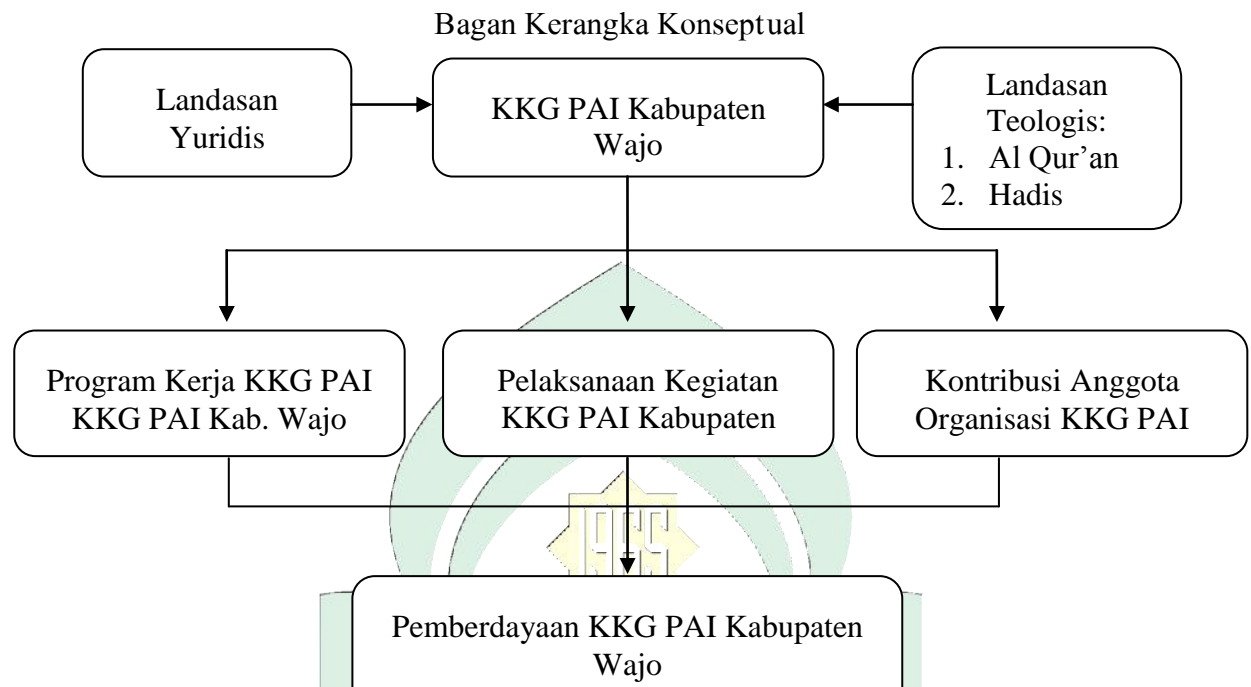 Bagan Kerangka Konseptual
Landasan
Yuridis
KKG PAI Kabupaten
Wajo
Landasan
Teologis:
1. Al Qur’an
2. Hadis
Program Kerja KKG PAI
KKG PAI Kab. Wajo
Pelaksanaan Kegiatan
KKG PAI Kabupaten
Kontribusi Anggota
Organisasi KKG PAI
Pemberdayaan KKG PAI Kabupaten
Wajo